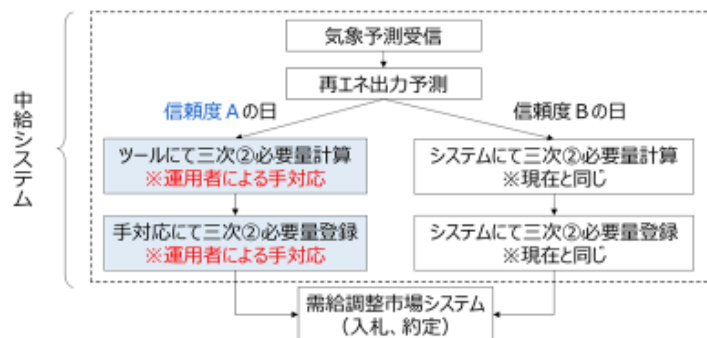 中給システム
気象予測受信
再エネ出力予測
信頼度Aの日
信頼度Bの日
ツールにて三次②必要量計算
※運用者による手対応
システムにて三次②必要量計算
※現在と同じ
手対応にて三次②必要量登録
※運用者による手対応
システムにて三次②必要量登録
※現在と同じ
需給調整市場システム
（入札、約定）